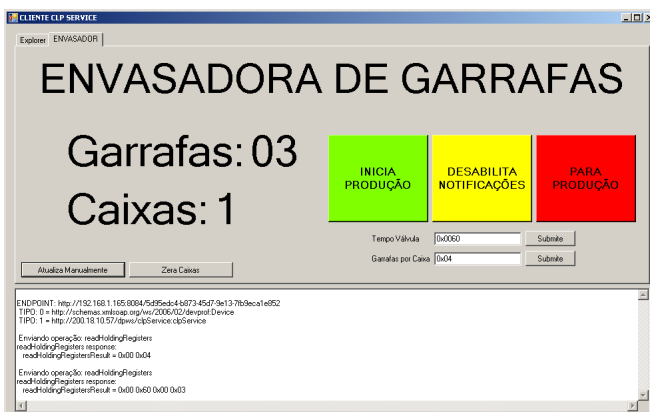 CLIENTE CLP SERVICE
Explorer ENVASADOR
ENVASADORA DE GARRAFAS
Garrafas: 03
Caixas: 1
INICIA PRODUÇÃO
DESABILITA NOTIFICAÇÕES
PARA PRODUÇÃO
Tempo Válvula 0x0060 Submite
Garrafas por Caixa 0x04 Submite
Atualiza Manualmente Zera Caixas
ENDPOINT: http://192.168.1.165:8084/5d95edc4-b873-45d7-9e13-7fb9eca1e952
TIPO: 0 = http://schemas.xmlsoap.org/ws/2006/02/devprof:Device
TIPO: 1 = http://200.18.10.57/dpws/clpService:clpService
Enviando operação: readHoldingRegisters
readHoldingRegisters response:
readHoldingRegistersResult = 0x00 0x04
Enviando operação: readHoldingRegisters
readHoldingRegisters response:
readHoldingRegistersResult = 0x00 0x60 0x00 0x03